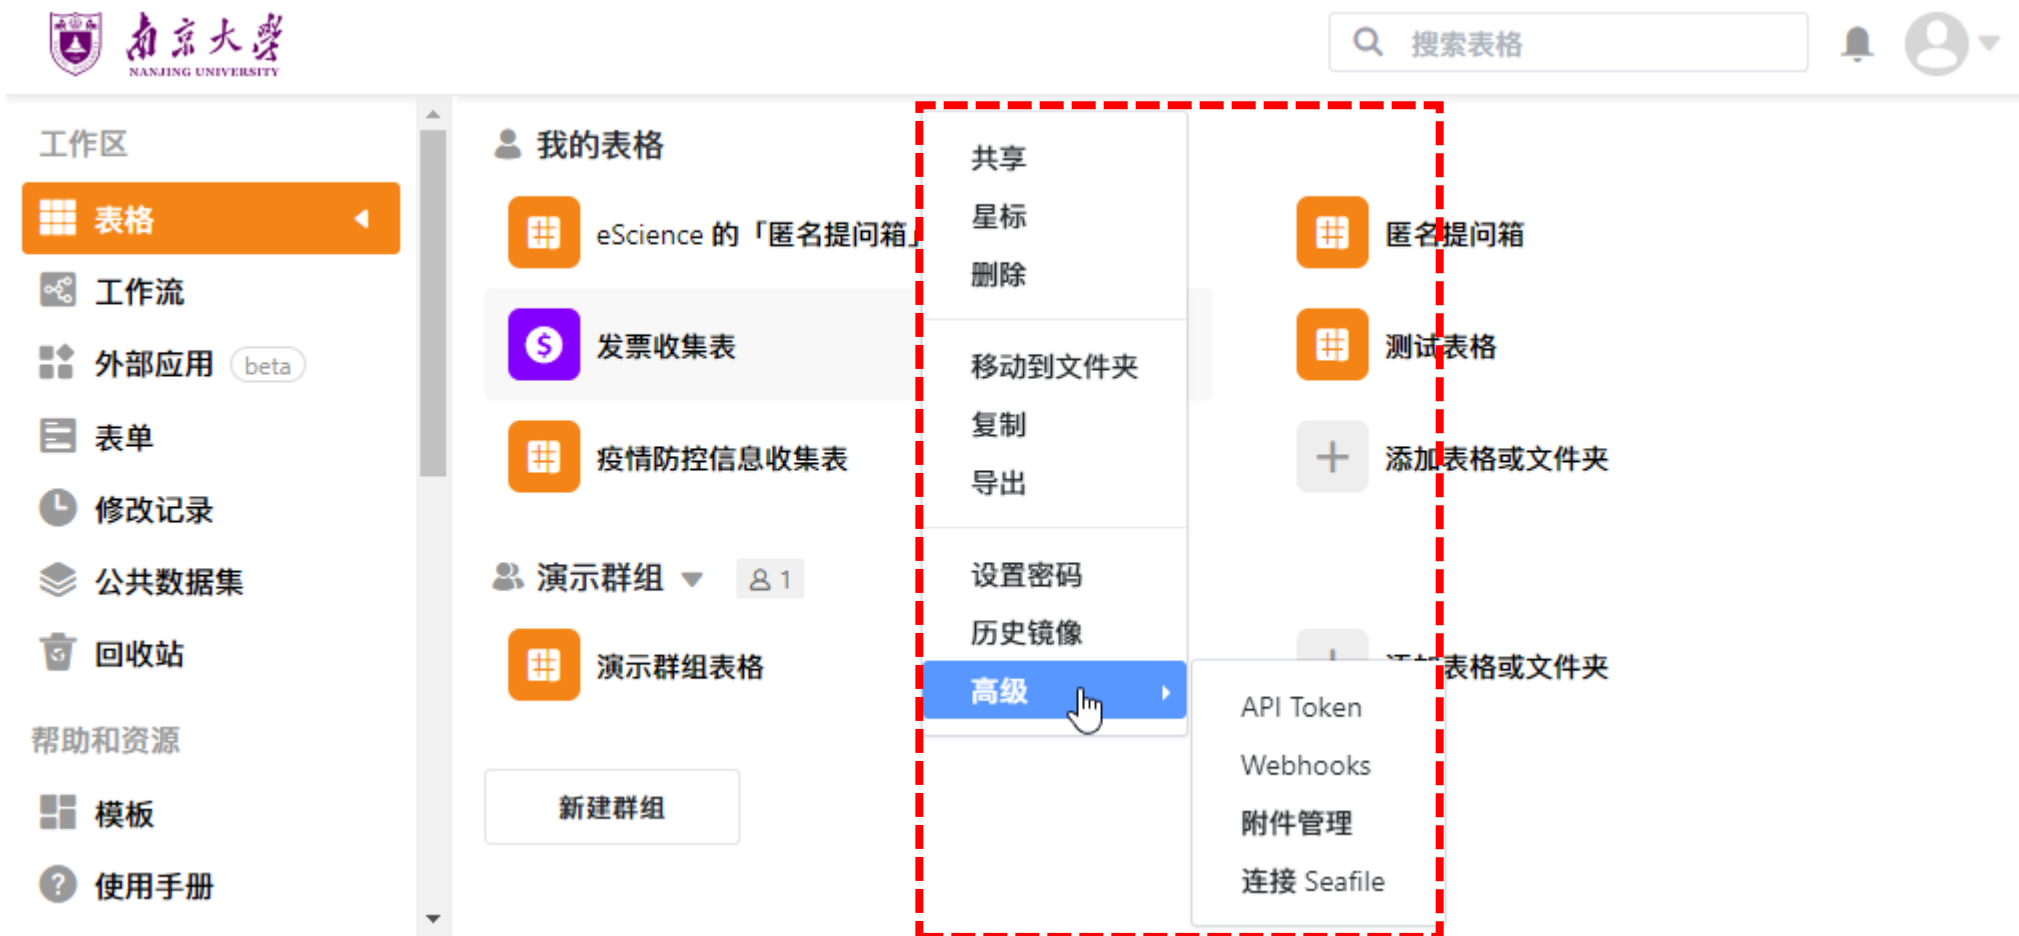 南京大學
NANJING UNIVERSITY
搜索表格
工作区
表格
工作流
外部应用 beta
表单
修改记录
公共数据集
回收站
帮助和资源
模板
使用手册
我的表格
eScience 的「匿名提问箱」
匿名提问箱
发票收集表
测试表格
疫情防控信息收集表
添加表格或文件夹
演示群组 1
演示群组表格
添加表格或文件夹
新建群组
共享
星标
删除
移动到文件夹
复制
导出
设置密码
历史镜像
高级
API Token
Webhooks
附件管理
连接 Seafile